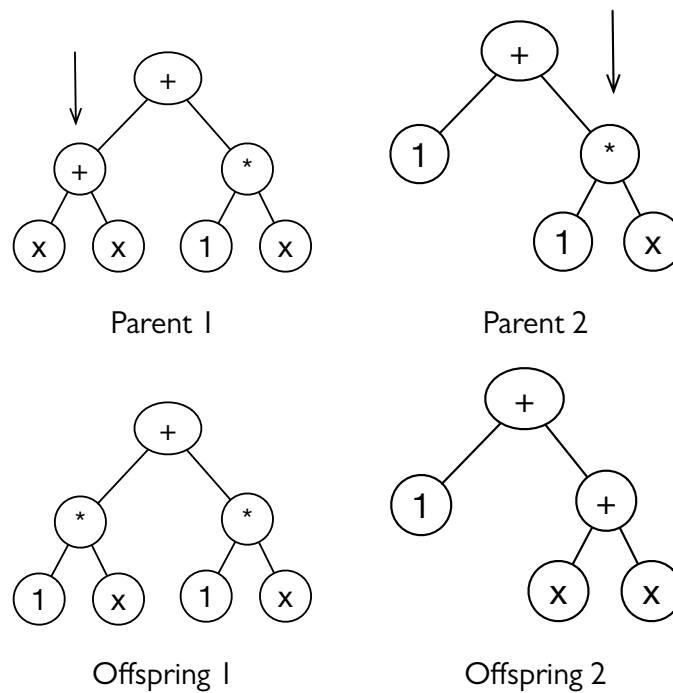 + +
1
+ * *
x x 1 x 1 x
Parent 1 Parent 2
+ +
* * 1 +
1 x 1 x x x
Offspring 1 Offspring 2